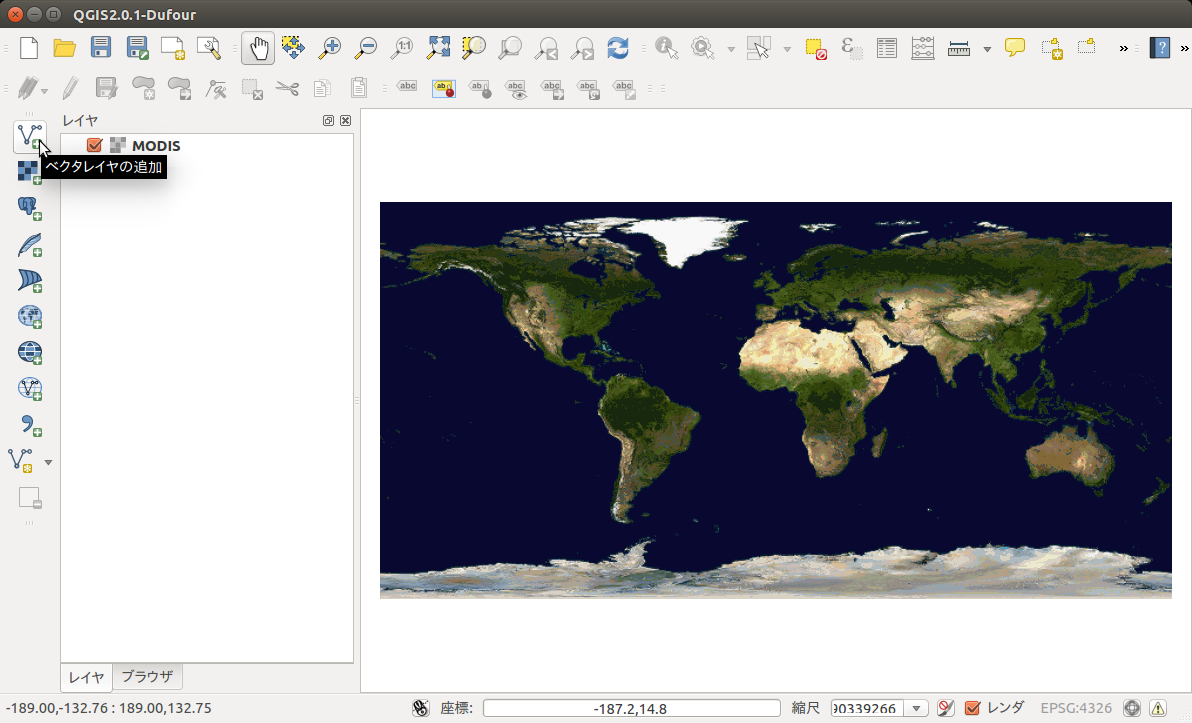 QGIS2.0.1-Dufour
1:1
?
abc
ab
ab
abc
abc
abc
abc
レイヤ
MODIS
ベクタレイヤの追加
レイヤ
ブラウザ
-189.00,-132.76 : 189.00,132.75
座標:
-187.2,14.8
縮尺
90339266
レンダ
EPSG:4326